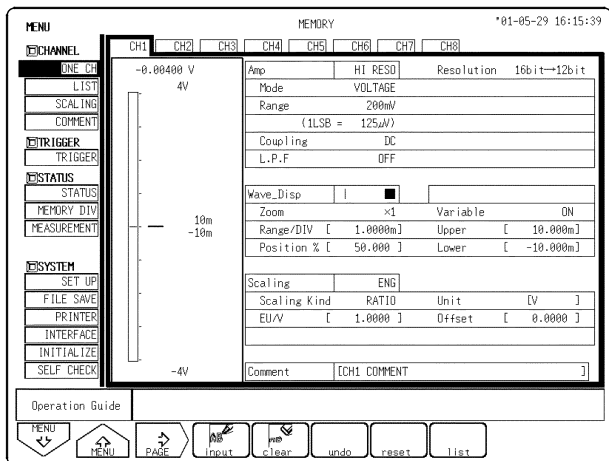 MENU MEMORY '01-05-29 16:15:39
CH1 CH2 CH3 CH4 CH5 CH6 CH7 CH8
CHANNEL
ONE CH
LIST
SCALING
COMMENT
TRIGGER
TRIGGER
STATUS
STATUS
MEMORY DIV
MEASUREMENT
SYSTEM
SET UP
FILE SAVE
PRINTER
INTERFACE
INITIALIZE
SELF CHECK
-0.00400 V
4V
10m
-10m
-4V
Amp HI RESO Resolution 16bit→12bit
Mode VOLTAGE
Range 200mV
(1LSB = 125μV)
Coupling DC
L.P.F OFF
Wave_Disp
Zoom ×1 Variable ON
Range/DIV [ 1.0000m] Upper [ 10.000m]
Position % [ 50.000 ] Lower [ -10.000m]
Scaling ENG
Scaling Kind RATIO Unit [V ]
EU/V [ 1.0000 ] Offset [ 0.0000 ]
Comment [CH1 COMMENT ]
Operation Guide
MENU MENU PAGE input clear undo reset list